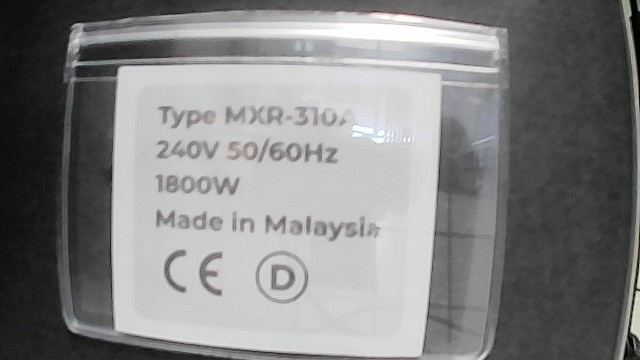 Type MXR-310A
240V 50/60Hz
1800W
Made in Malaysia
CE D